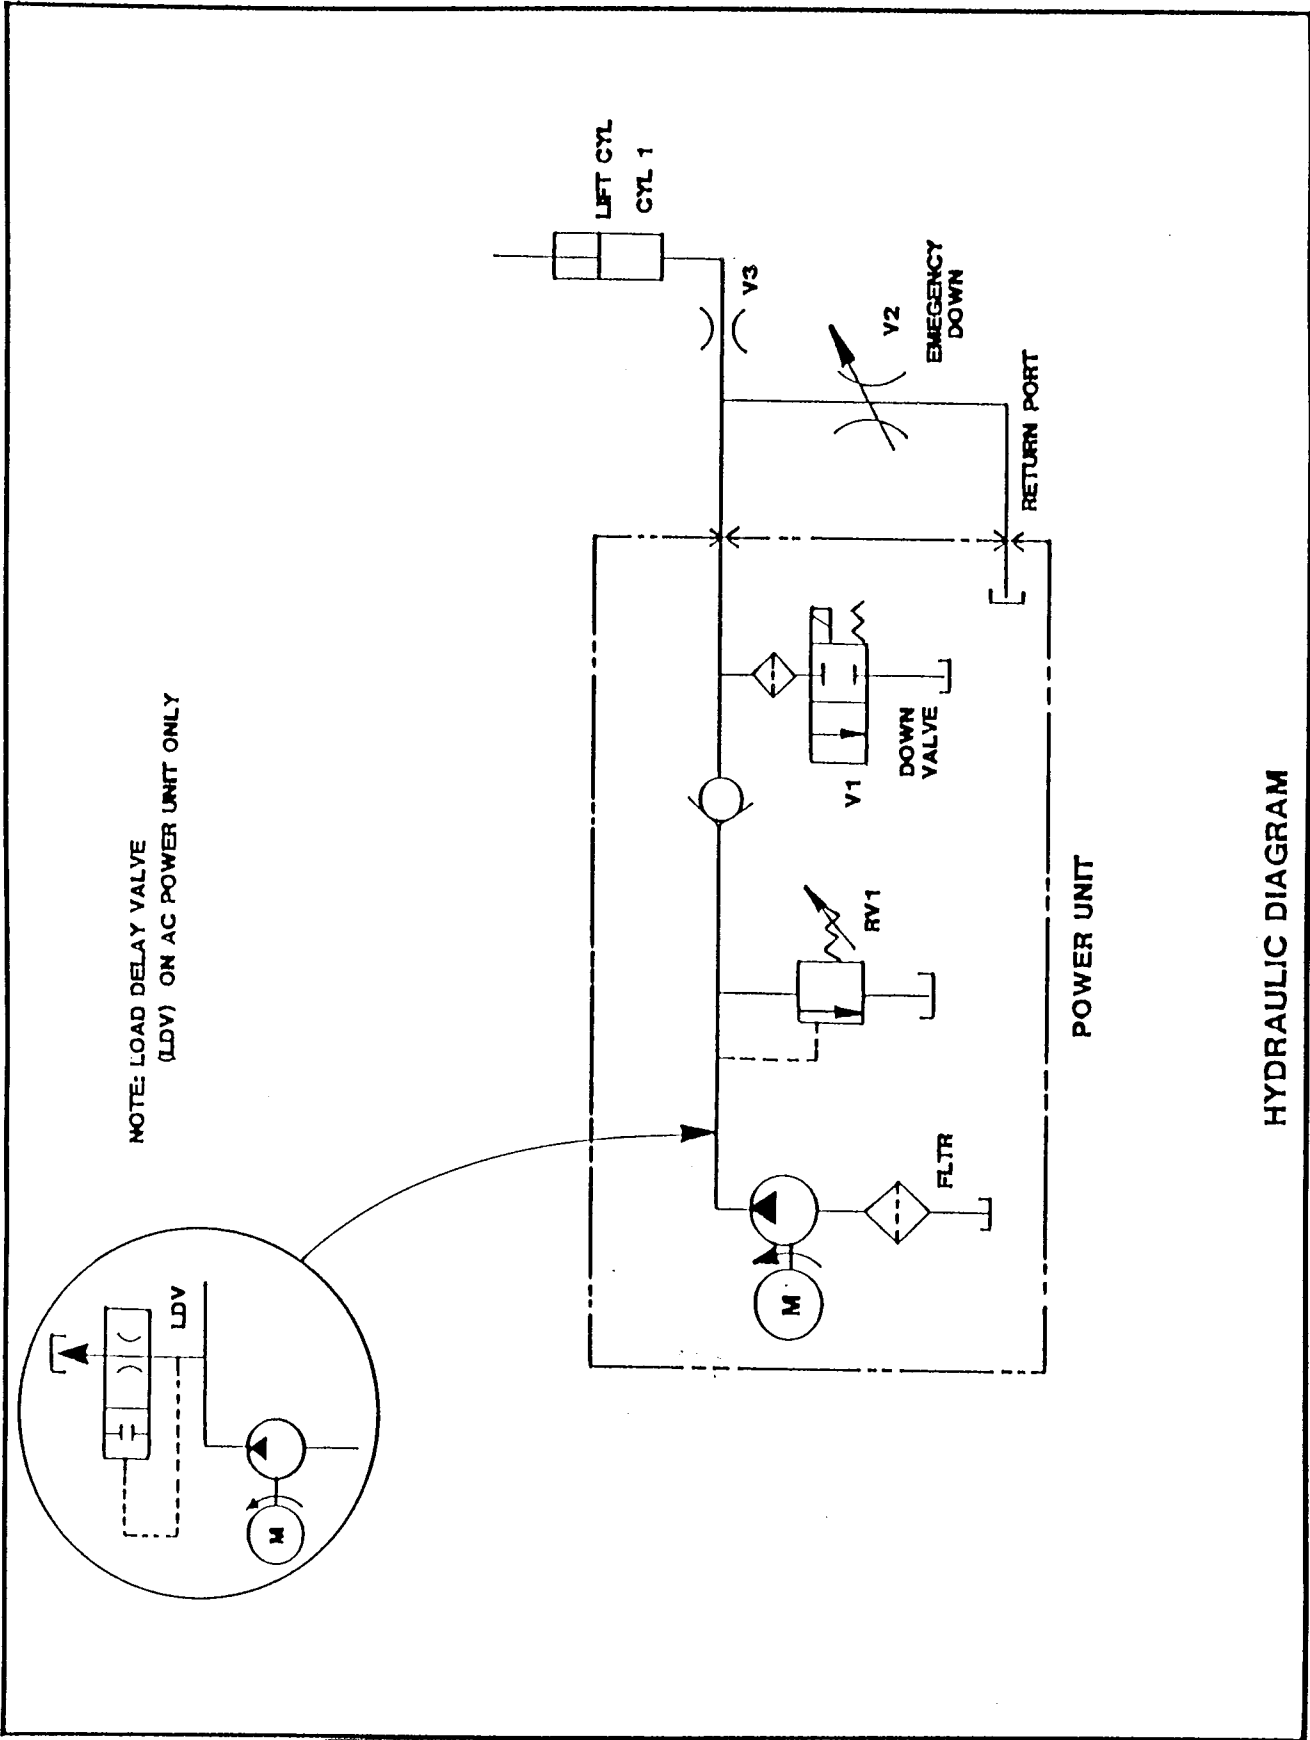 NOTE: LOAD DELAY VALVE
(LDV) ON AC POWER UNIT ONLY
LDV
M
LIFT CYL
CYL 1
V3
V2
EMEGENCY
DOWN
RETURN PORT
V1
DOWN
VALVE
RV1
FLTR
M
POWER UNIT
HYDRAULIC DIAGRAM